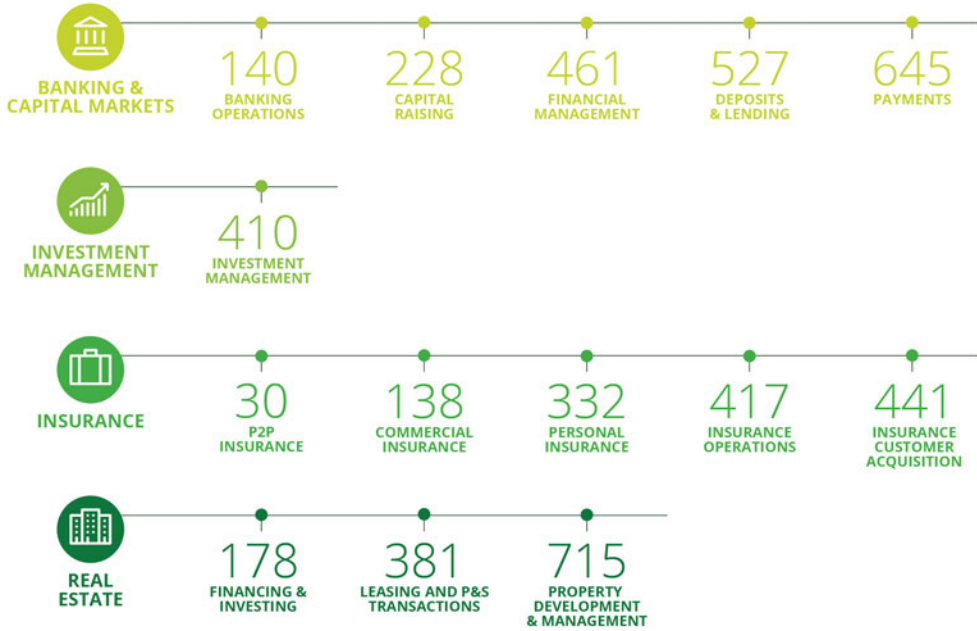 BANKING &
CAPITAL MARKETS
140
BANKING
OPERATIONS
228
CAPITAL
RAISING
461
FINANCIAL
MANAGEMENT
527
DEPOSITS
& LENDING
645
PAYMENTS
INVESTMENT
MANAGEMENT
410
INVESTMENT
MANAGEMENT
INSURANCE
30
P2P
INSURANCE
138
COMMERCIAL
INSURANCE
332
PERSONAL
INSURANCE
417
INSURANCE
OPERATIONS
441
INSURANCE
CUSTOMER
ACQUISITION
REAL
ESTATE
178
FINANCING &
INVESTING
381
LEASING AND P&S
TRANSACTIONS
715
PROPERTY
DEVELOPMENT
& MANAGEMENT